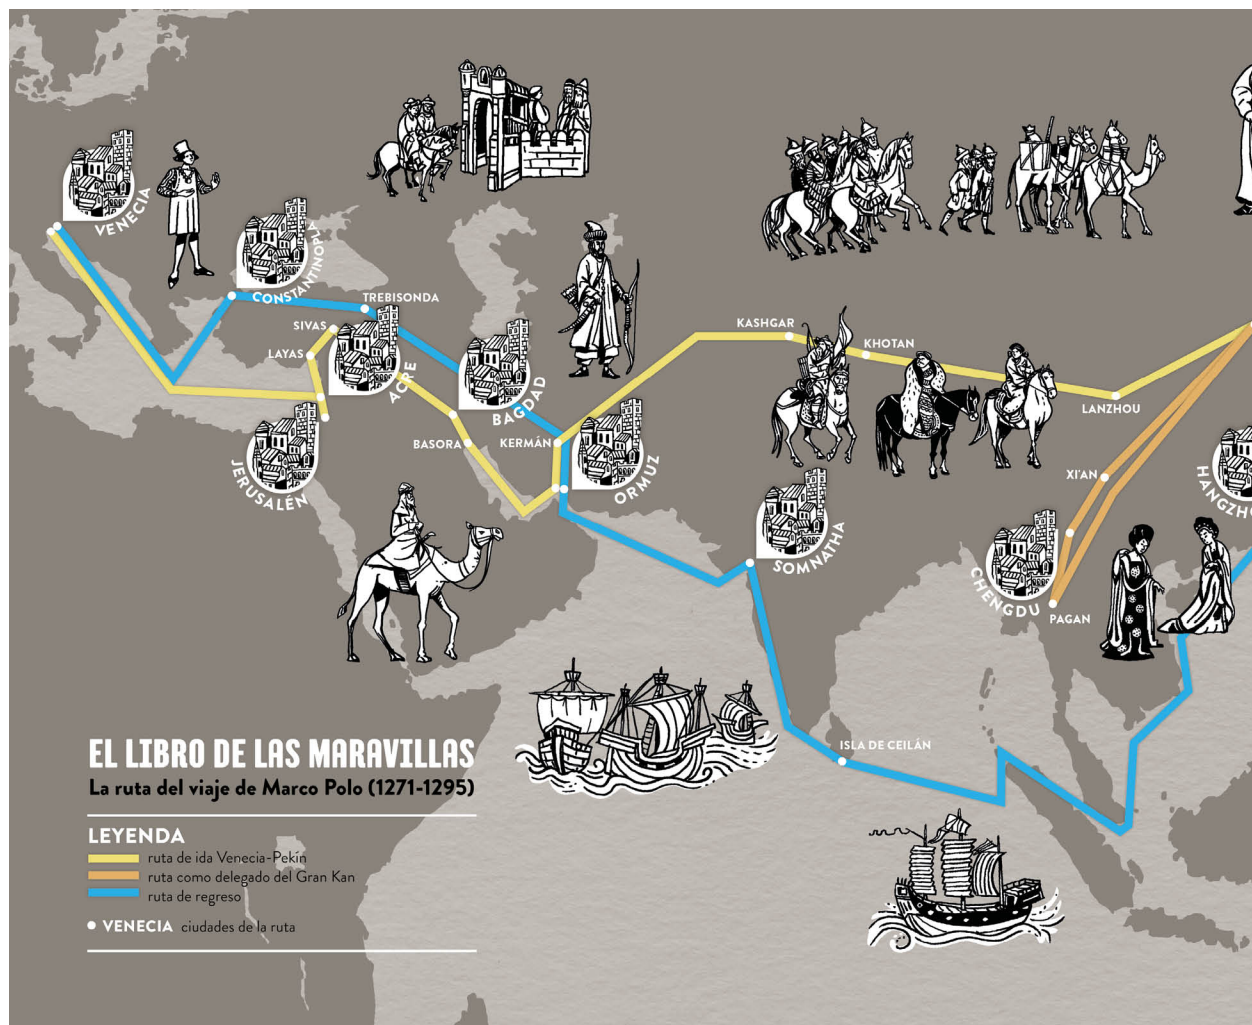 VENECIA
CONSTANTINOPLA
TREBISONDA
SIVAS
LAYAS
ACRE
BAGDAD
JERUSALÉN
BASORA
KERMÁN
ORMUZ
KASHGAR
KHOTAN
LANZHOU
XI'AN
SOMNATHA
CHENGDU
PAGAN
ISLA DE CEILÁN
EL LIBRO DE LAS MARAVILLAS
La ruta del viaje de Marco Polo (1271-1295)
LEYENDA
ruta de ida Venecia-Pekín
ruta como delegado del Gran Kan
ruta de regreso
VENECIA ciudades de la ruta